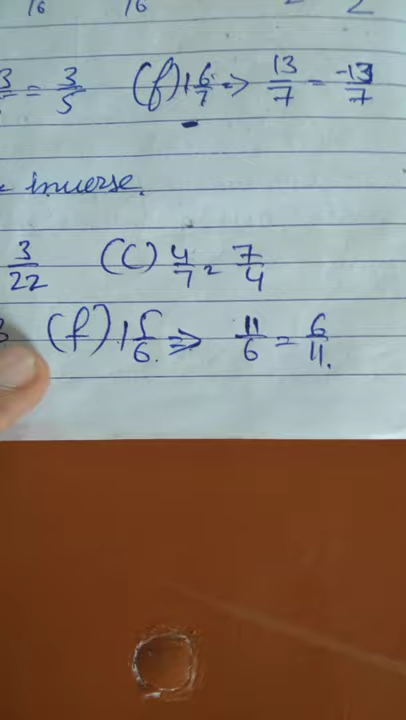 16 16 2 2
3/5 = 3/5 (f) 1 6/7 => 13/7 = -13/7
inverse.
3/22 (C) 4/7 = 7/4
(f) 1 5/6. => 11/6 = 6/11.